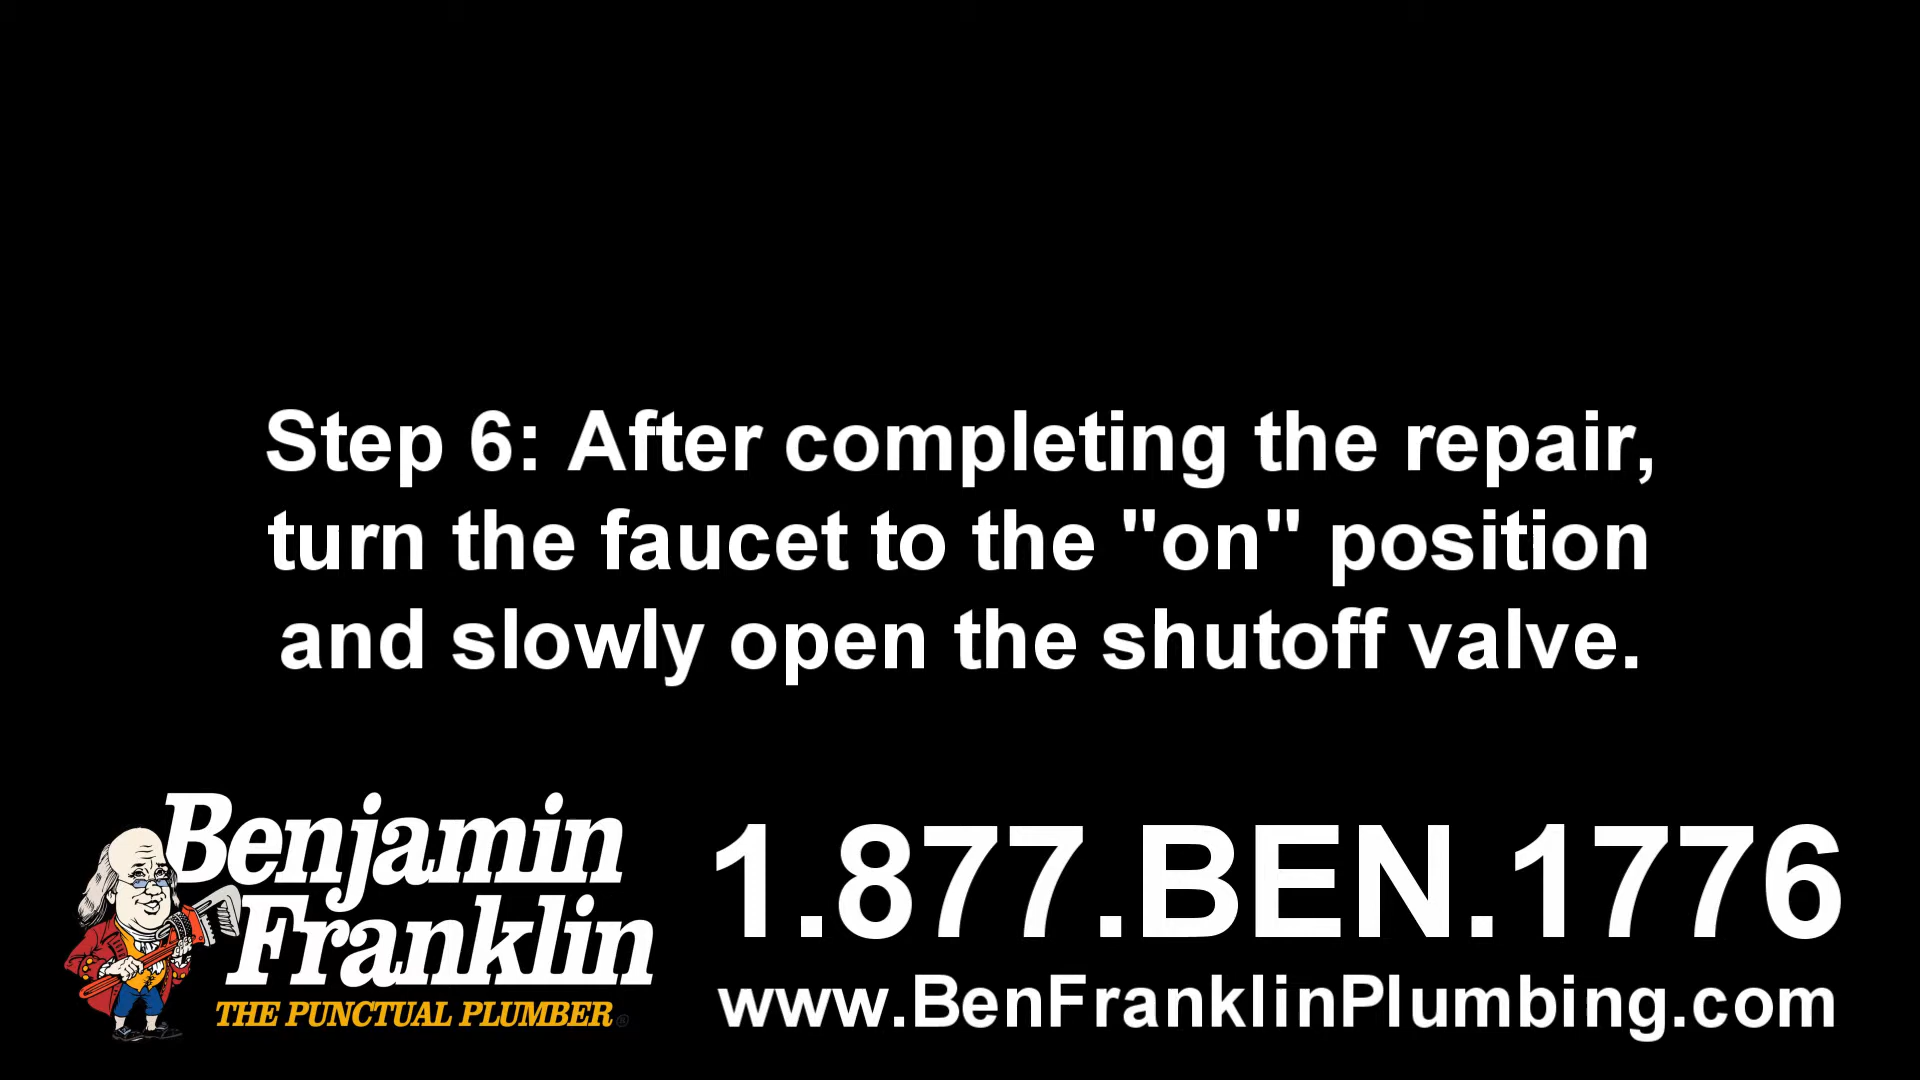 Step 6: After completing the repair,
turn the faucet to the "on" position
and slowly open the shutoff valve.
Benjamin
Franklin
THE PUNCTUAL PLUMBER®
1.877.BEN.1776
www.BenFranklinPlumbing.com